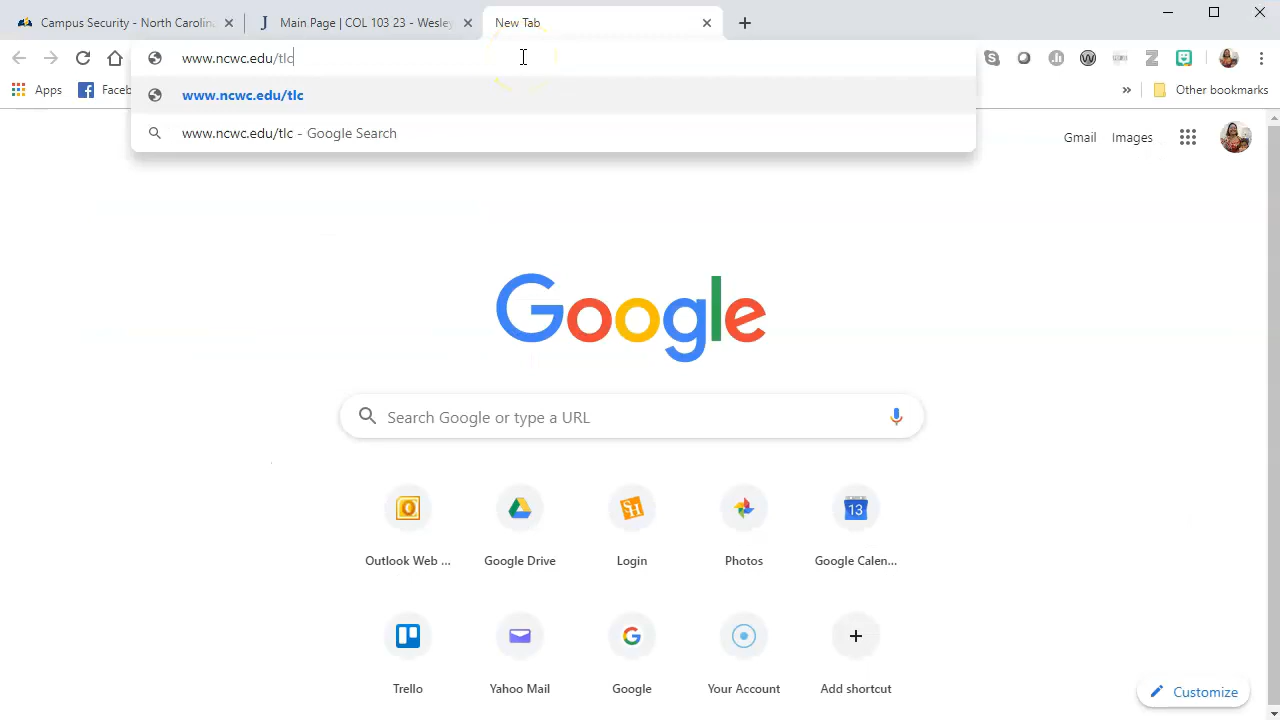 Campus Security - North Carolin
Main Page | COL 103 23 - Wesley
New Tab
www.ncwc.edu/tlc
Apps
Faceb
Other bookmarks
www.ncwc.edu/tlc
www.ncwc.edu/tlc - Google Search
Gmail
Images
Google
Search Google or type a URL
13
Outlook Web ...
Google Drive
Login
Photos
Google Calen...
Trello
Yahoo Mail
Google
Your Account
Add shortcut
Customize